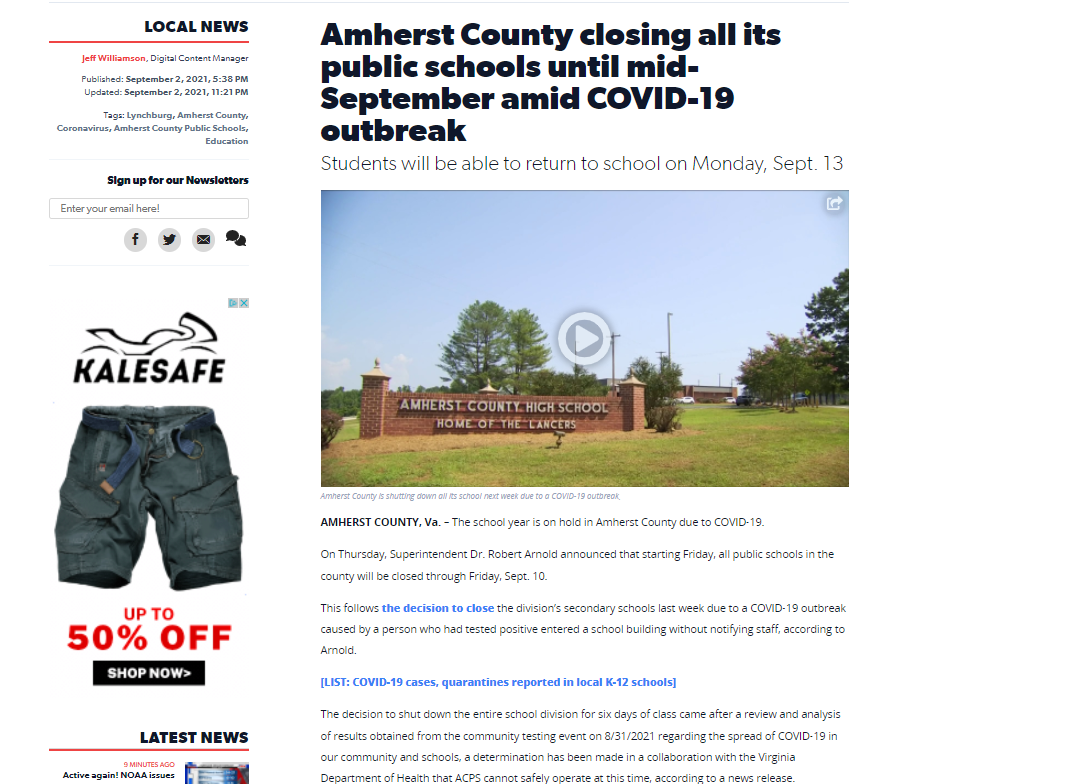 LOCAL NEWS
Jeff Williamson, Digital Content Manager
Published: September 2, 2021, 5:38 PM
Updated: September 2, 2021, 11:21 PM
Tags: Lynchburg, Amherst County,
Coronavirus, Amherst County Public Schools,
Education
Sign up for our Newsletters
Enter your email here!
KALESAFE
UP TO
50% OFF
SHOP NOW>
LATEST NEWS
9 MINUTES AGO
Active again! NOAA issues
Amherst County closing all its
public schools until mid-
September amid COVID-19
outbreak
Students will be able to return to school on Monday, Sept. 13
AMHERST COUNTY HIGH SCHOOL
HOME OF THE LANCERS
Amherst County is shutting down all its school next week due to a COVID-19 outbreak,
AMHERST COUNTY, Va. – The school year is on hold in Amherst County due to COVID-19.
On Thursday, Superintendent Dr. Robert Arnold announced that starting Friday, all public schools in the
county will be closed through Friday, Sept. 10.
This follows the decision to close the division's secondary schools last week due to a COVID-19 outbreak
caused by a person who had tested positive entered a school building without notifying staff, according to
Arnold.
[LIST: COVID-19 cases, quarantines reported in local K-12 schools]
The decision to shut down the entire school division for six days of class came after a review and analysis
of results obtained from the community testing event on 8/31/2021 regarding the spread of COVID-19 in
our community and schools, a determination has been made in a collaboration with the Virginia
Department of Health that ACPS cannot safely operate at this time, according to a news release.